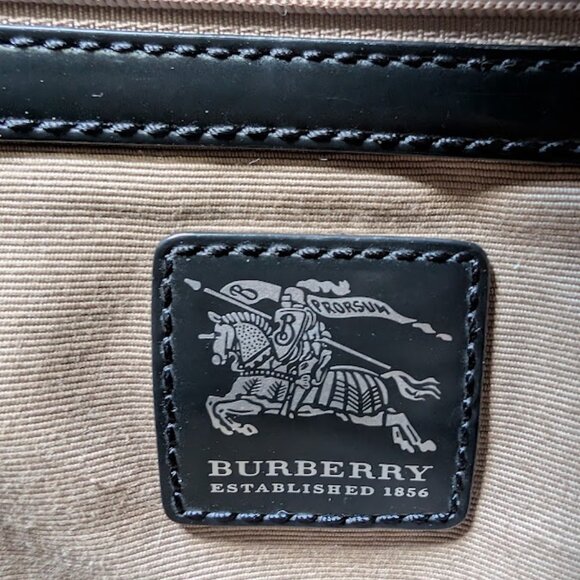 B
PRORSUM
B
BURBERRY
ESTABLISHED 1856